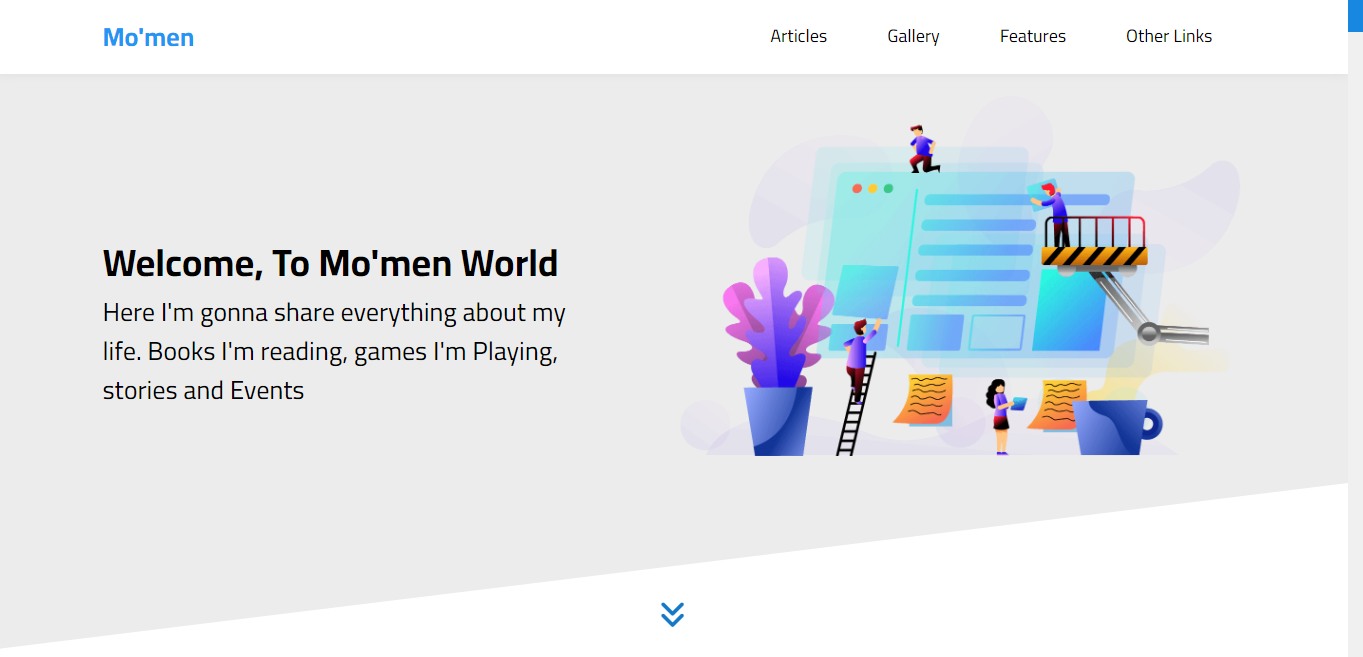 Mo'men
Articles
Gallery
Features
Other Links
Welcome, To Mo'men World
Here I'm gonna share everything about my
life. Books I'm reading, games I'm Playing,
stories and Events